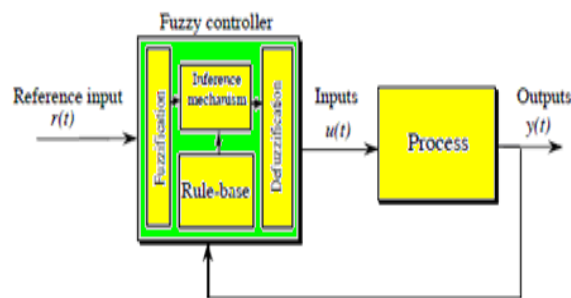 Fuzzy controller
Fuzzification
Inference
mechanism
Rule-base
Defuzzification
Reference input
r(t)
Inputs
u(t)
Process
Outputs
y(t)